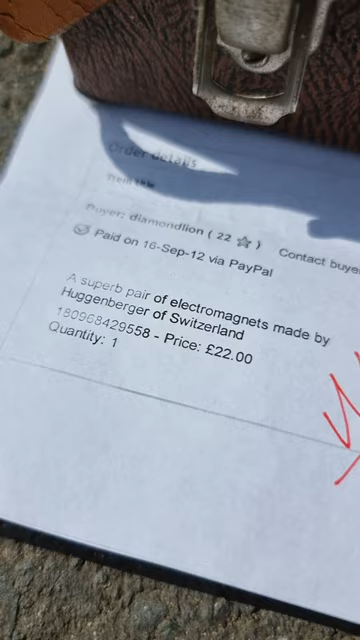 Order details
Buyer: diamondlion ( 22 ☆ ) Contact buye
Paid on 16-Sep-12 via PayPal
A superb pair of electromagnets made by
Huggenberger of Switzerland
180968429558 - Price: £22.00
Quantity: 1